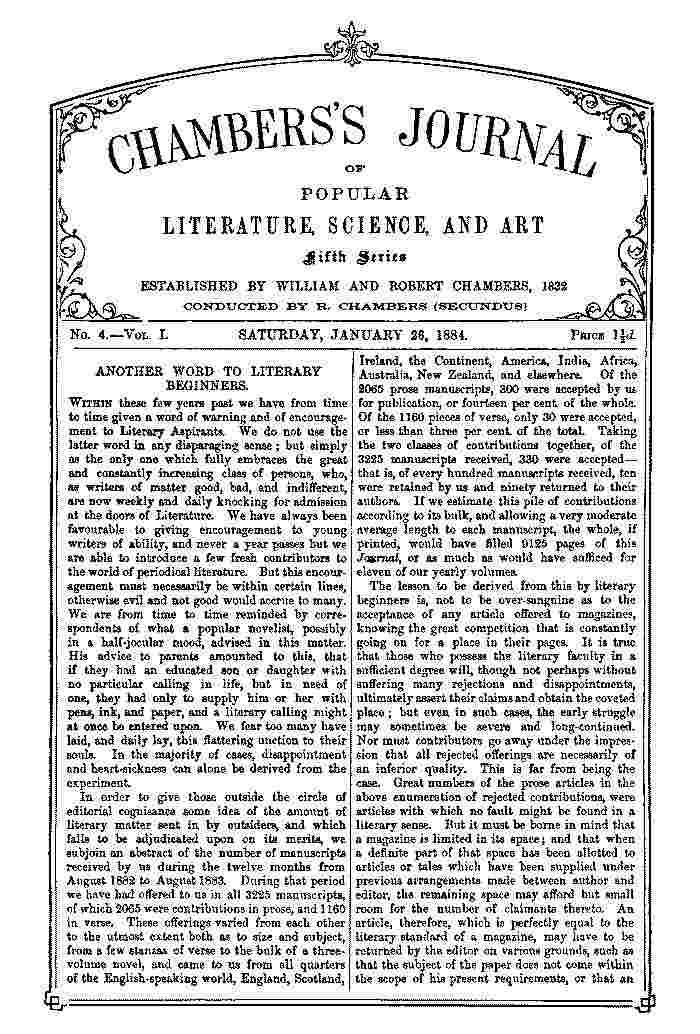 CHAMBERS'S JOURNAL
OF
POPULAR
LITERATURE, SCIENCE, AND ART
Fifth Series
ESTABLISHED BY WILLIAM AND ROBERT CHAMBERS, 1832
CONDUCTED BY R. CHAMBERS (SECUNDUS)
No. 4.—Vol. I.
SATURDAY, JANUARY 26, 1884.
Price 1½d.
ANOTHER WORD TO LITERARY
BEGINNERS.
Within these few years past we have from time
to time given a word of warning and of encourage-
ment to Literary Aspirants. We do not use the
latter word in any disparaging sense; but simply
as the only one which fully embraces the great
and constantly increasing class of persons, who,
as writers of matter good, bad, and indifferent,
are now weekly and daily knocking for admission
at the doors of Literature. We have always been
favourable to giving encouragement to young
writers of ability, and never a year passes but we
are able to introduce a few fresh contributors to
the world of periodical literature. But this encour-
agement must necessarily be within certain lines,
otherwise evil and not good would accrue to many.
We are from time to time reminded by corre-
spondents of what a popular novelist, possibly
in a half-jocular mood, advised in this matter.
His advice to parents amounted to this, that
if they had an educated son or daughter with
no particular calling in life, but in need of
one, they had only to supply him or her with
pens, ink, and paper, and a literary calling might
at once be entered upon. We fear too many have
laid, and daily lay, this flattering unction to their
souls. In the majority of cases, disappointment
and heart-sickness can alone be derived from the
experiment.
In order to give those outside the circle of
editorial cognisance some idea of the amount of
literary matter sent in by outsiders, and which
falls to be adjudicated upon on its merits, we
subjoin an abstract of the number of manuscripts
received by us during the twelve months from
August 1882 to August 1883. During that period
we have had offered to us in all 3225 manuscripts,
of which 2065 were contributions in prose, and 1160
in verse. These offerings varied from each other
to the utmost extent both as to size and subject,
from a few stanzas of verse to the bulk of a three-
volume novel, and came to us from all quarters
of the English-speaking world, England, Scotland,
Ireland, the Continent, America, India, Africa,
Australia, New Zealand, and elsewhere. Of the
2065 prose manuscripts, 300 were accepted by us
for publication, or fourteen per cent. of the whole.
Of the 1160 pieces of verse, only 30 were accepted,
or less than three per cent. of the total. Taking
the two classes of contributions together, of the
3225 manuscripts received, 330 were accepted—
that is, of every hundred manuscripts received, ten
were retained by us and ninety returned to their
authors. If we estimate this pile of contributions
according to its bulk, and allowing a very moderate
average length to each manuscript, the whole, if
printed, would have filled 9125 pages of this
Journal, or as much as would have sufficed for
eleven of our yearly volumes.
The lesson to be derived from this by literary
beginners is, not to be over-sanguine as to the
acceptance of any article offered to magazines,
knowing the great competition that is constantly
going on for a place in their pages. It is true
that those who possess the literary faculty in a
sufficient degree will, though not perhaps without
suffering many rejections and disappointments,
ultimately assert their claims and obtain the coveted
place; but even in such cases, the early struggle
may sometimes be severe and long-continued.
Nor must contributors go away under the impres-
sion that all rejected offerings are necessarily of
an inferior quality. This is far from being the
case. Great numbers of the prose articles in the
above enumeration of rejected contributions, were
articles with which no fault might be found in a
literary sense. But it must be borne in mind that
a magazine is limited in its space; and that when
a definite part of that space has been allotted to
articles or tales which have been supplied under
previous arrangements made between author and
editor, the remaining space may afford but small
room for the number of claimants thereto. An
article, therefore, which is perfectly equal to the
literary standard of a magazine, may have to be
returned by the editor on various grounds, such as
that the subject of the paper does not come within
the scope of his present requirements, or that an